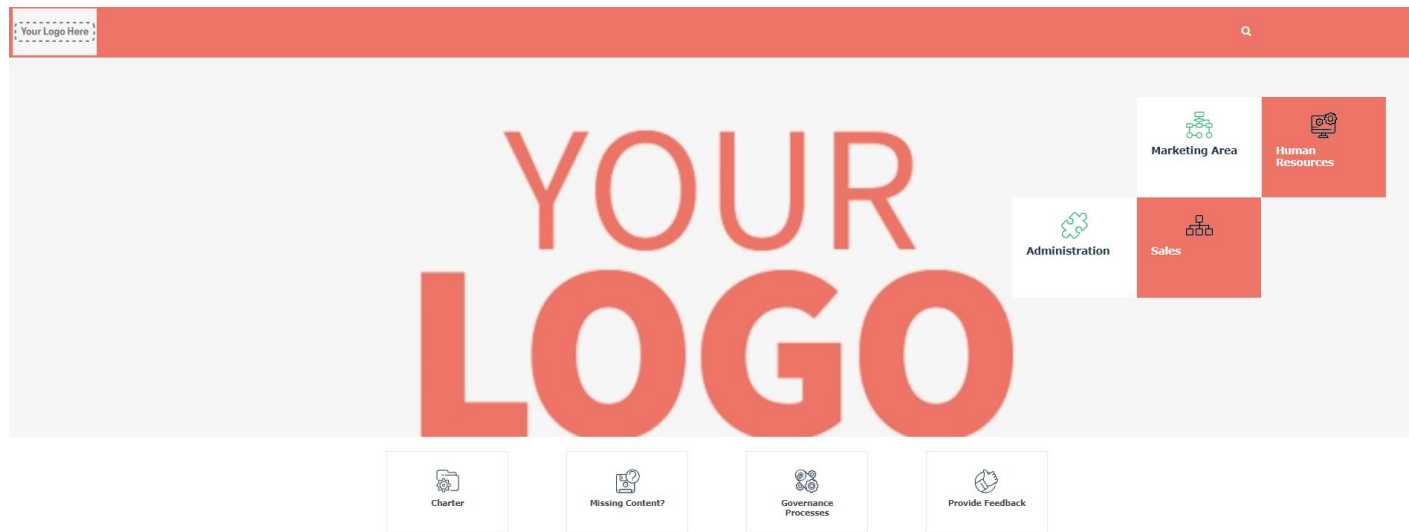 Your Logo Here
YOUR
LOGO
Marketing Area
Human
Resources
Administration
Sales
Charter
Missing Content?
Governance
Processes
Provide Feedback